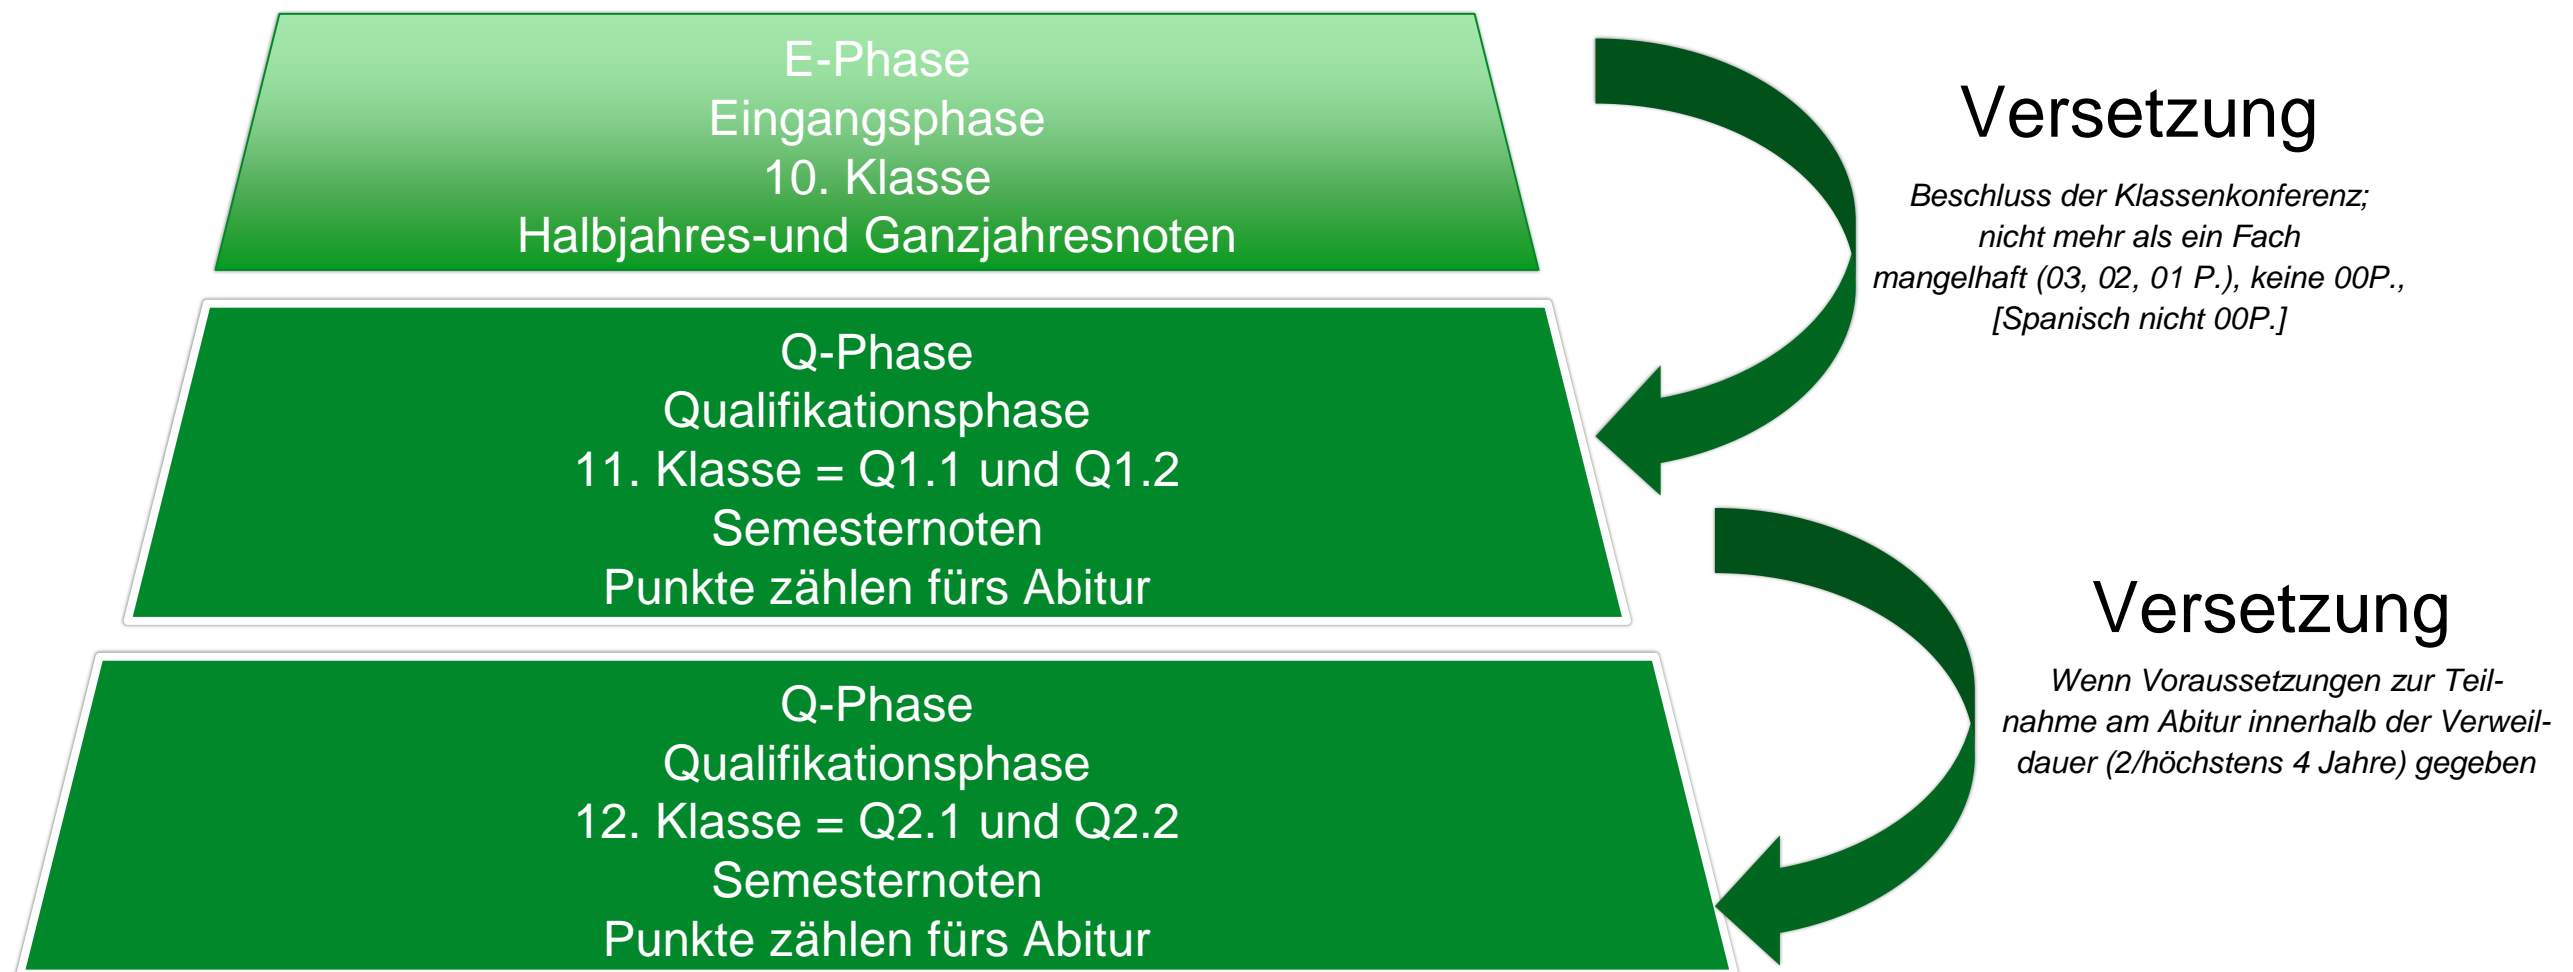 E-Phase
Eingangsphase
10. Klasse
Halbjahres-und Ganzjahresnoten
Versetzung
Beschluss der Klassenkonferenz;
nicht mehr als ein Fach
mangelhaft (03, 02, 01 P.), keine 00P.,
[Spanisch nicht 00P.]
Q-Phase
Qualifikationsphase
11. Klasse = Q1.1 und Q1.2
Semesternoten
Punkte zählen fürs Abitur
Versetzung
Wenn Voraussetzungen zur Teil-
nahme am Abitur innerhalb der Verweil-
dauer (2/höchstens 4 Jahre) gegeben
Q-Phase
Qualifikationsphase
12. Klasse = Q2.1 und Q2.2
Semesternoten
Punkte zählen fürs Abitur